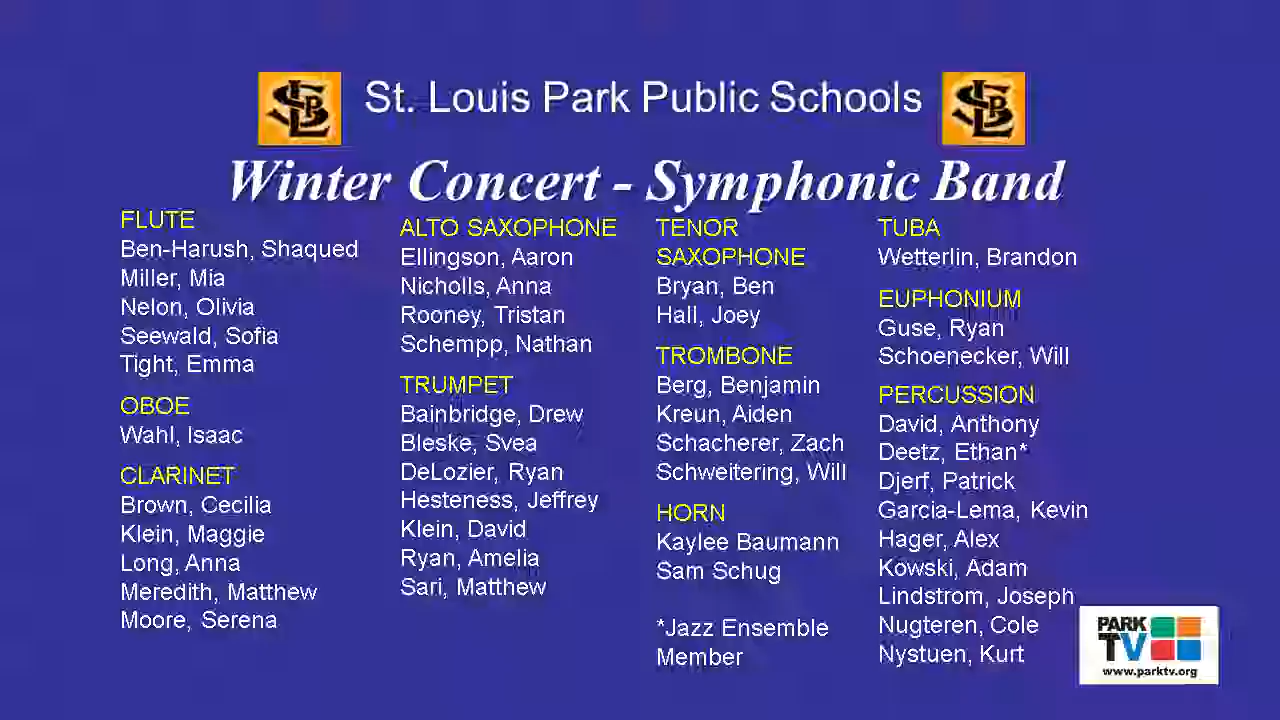 St. Louis Park Public Schools
Winter Concert - Symphonic Band
FLUTE
Ben-Harush, Shaqued
Miller, Mia
Nelon, Olivia
Seewald, Sofia
Tight, Emma
OBOE
Wahl, Isaac
CLARINET
Brown, Cecilia
Klein, Maggie
Long, Anna
Meredith, Matthew
Moore, Serena
ALTO SAXOPHONE
Ellingson, Aaron
Nicholls, Anna
Rooney, Tristan
Schempp, Nathan
TRUMPET
Bainbridge, Drew
Bleske, Svea
DeLozier, Ryan
Hesteness, Jeffrey
Klein, David
Ryan, Amelia
Sari, Matthew
TENOR
SAXOPHONE
Bryan, Ben
Hall, Joey
TROMBONE
Berg, Benjamin
Kreun, Aiden
Schacherer, Zach
Schweitering, Will
HORN
Kaylee Baumann
Sam Schug
*Jazz Ensemble
Member
TUBA
Wetterlin, Brandon
EUPHONIUM
Guse, Ryan
Schoenecker, Will
PERCUSSION
David, Anthony
Deetz, Ethan*
Djerf, Patrick
Garcia-Lema, Kevin
Hager, Alex
Kowski, Adam
Lindstrom, Joseph
Nugteren, Cole
Nystuen, Kurt
PARK
TV
www.parktv.org